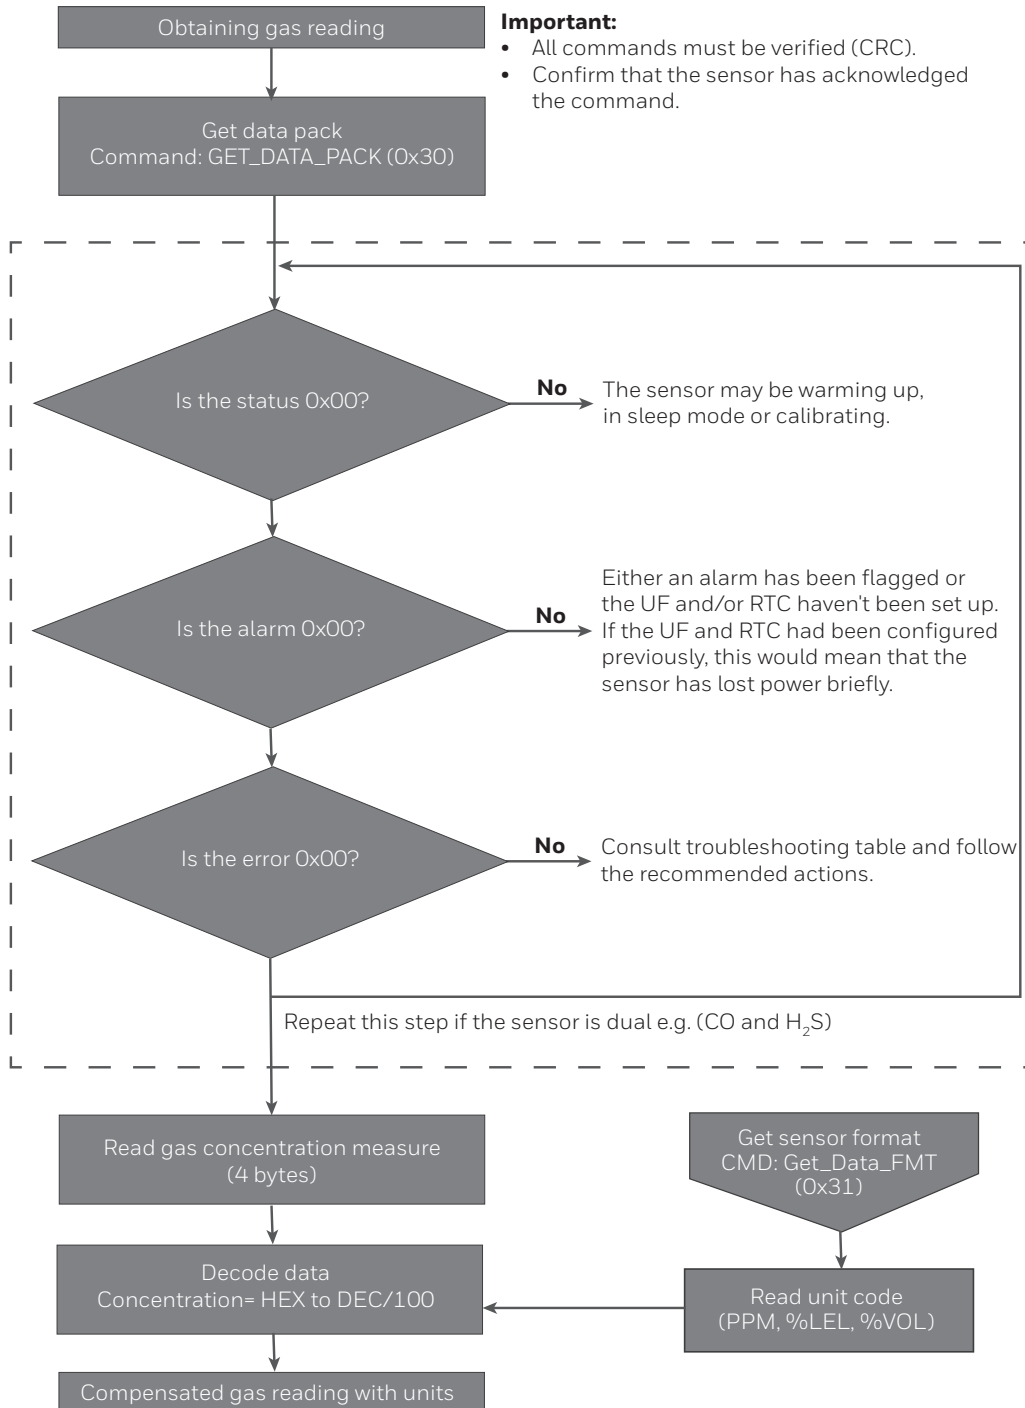 Obtaining gas reading
Important:
• All commands must be verified (CRC).
• Confirm that the sensor has acknowledged
the command.
Get data pack
Command: GET_DATA_PACK (0x30)
Is the status 0x00?
No
The sensor may be warming up,
in sleep mode or calibrating.
Is the alarm 0x00?
No
Either an alarm has been flagged or
the UF and/or RTC haven't been set up.
If the UF and RTC had been configured
previously, this would mean that the
sensor has lost power briefly.
Is the error 0x00?
No
Consult troubleshooting table and follow
the recommended actions.
Repeat this step if the sensor is dual e.g. (CO and H₂S)
Read gas concentration measure
(4 bytes)
Get sensor format
CMD: Get_Data_FMT
(0x31)
Decode data
Concentration= HEX to DEC/100
Read unit code
(PPM, %LEL, %VOL)
Compensated gas reading with units